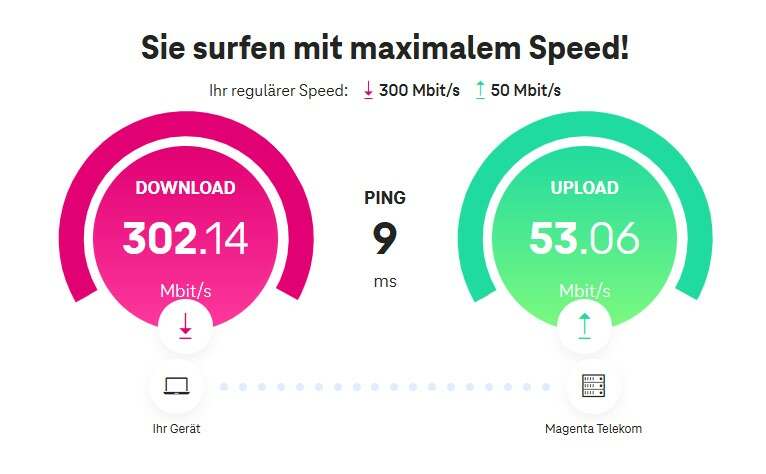 Sie surfen mit maximalem Speed!
Ihr regulärer Speed: 300 Mbit/s 50 Mbit/s
DOWNLOAD
302.14
Mbit/s
PING
9
ms
UPLOAD
53.06
Mbit/s
Ihr Gerät
Magenta Telekom